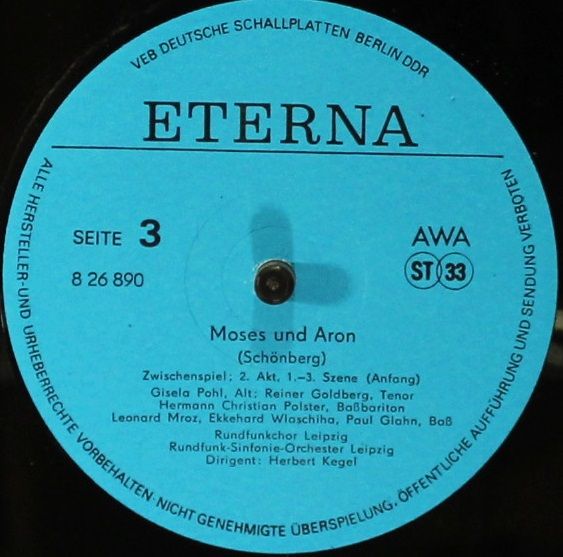 VEB DEUTSCHE SCHALLPLATTEN BERLIN DDR
ETERNA
SEITE 3
8 26 890
AWA
ST 33
Moses und Aron
(Schönberg)
Zwischenspiel; 2. Akt, 1.–3. Szene (Anfang)
Gisela Pohl, Alt; Reiner Goldberg, Tenor
Hermann Christian Polster, Baßbariton
Leonard Mroz, Ekkehard Wlaschiha, Paul Glahn, Baß
Rundfunkchor Leipzig
Rundfunk-Sinfonie-Orchester Leipzig
Dirigent: Herbert Kegel
ALLE HERSTELLER- UND URHEBERRECHTE VORBEHALTEN · NICHT GENEHMIGTE ÜBERSPIELUNG, ÖFFENTLICHE AUFFÜHRUNG UND SENDUNG VERBOTEN